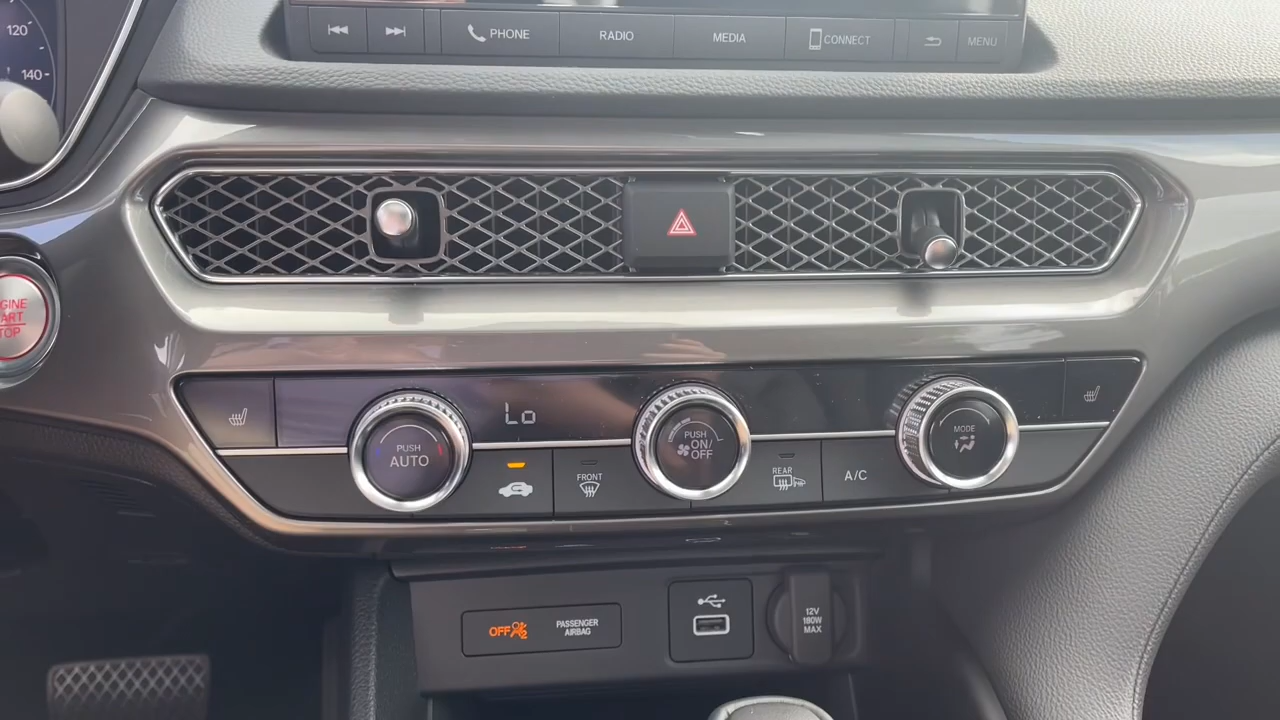 120
140
PHONE
RADIO
MEDIA
CONNECT
MENU
GINE
ART
TOP
PUSH
AUTO
Lo
FRONT
PUSH
ON/
OFF
REAR
A/C
MODE
OFF
PASSENGER
AIRBAG
12V
180W
MAX